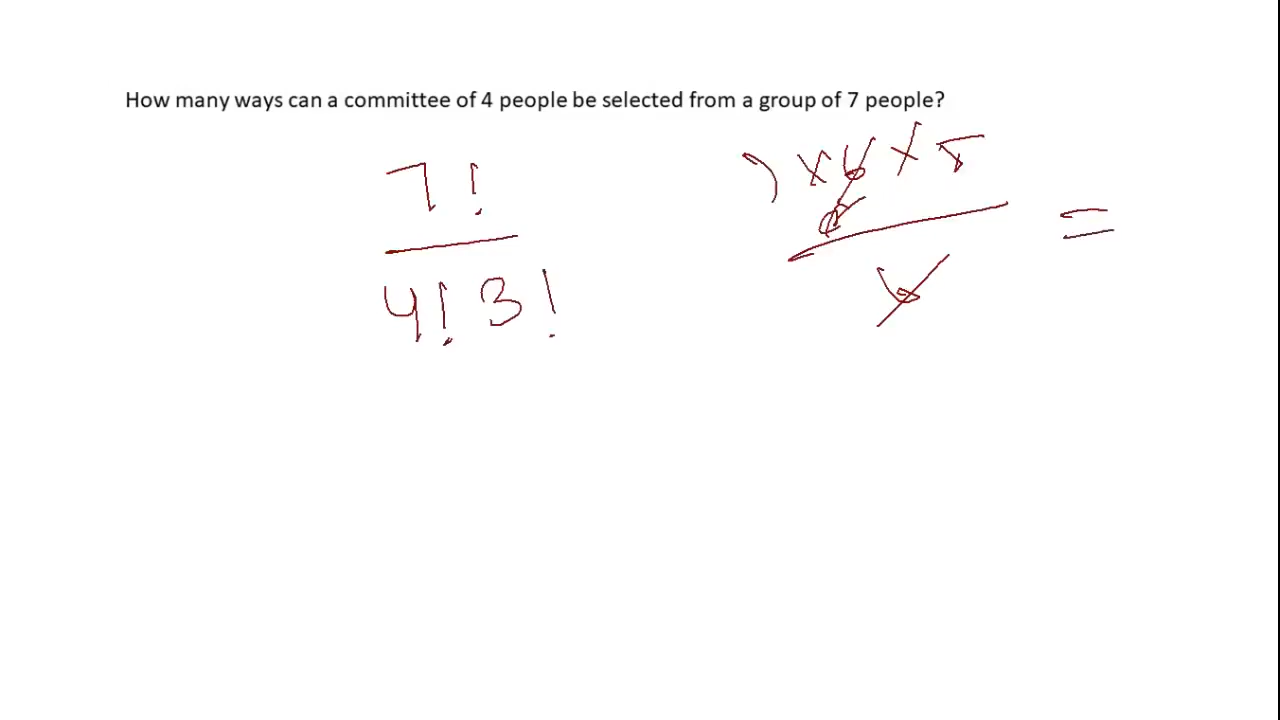 How many ways can a committee of 4 people be selected from a group of 7 people?
7!
4! 3!
7 x 6 x 5
6
=